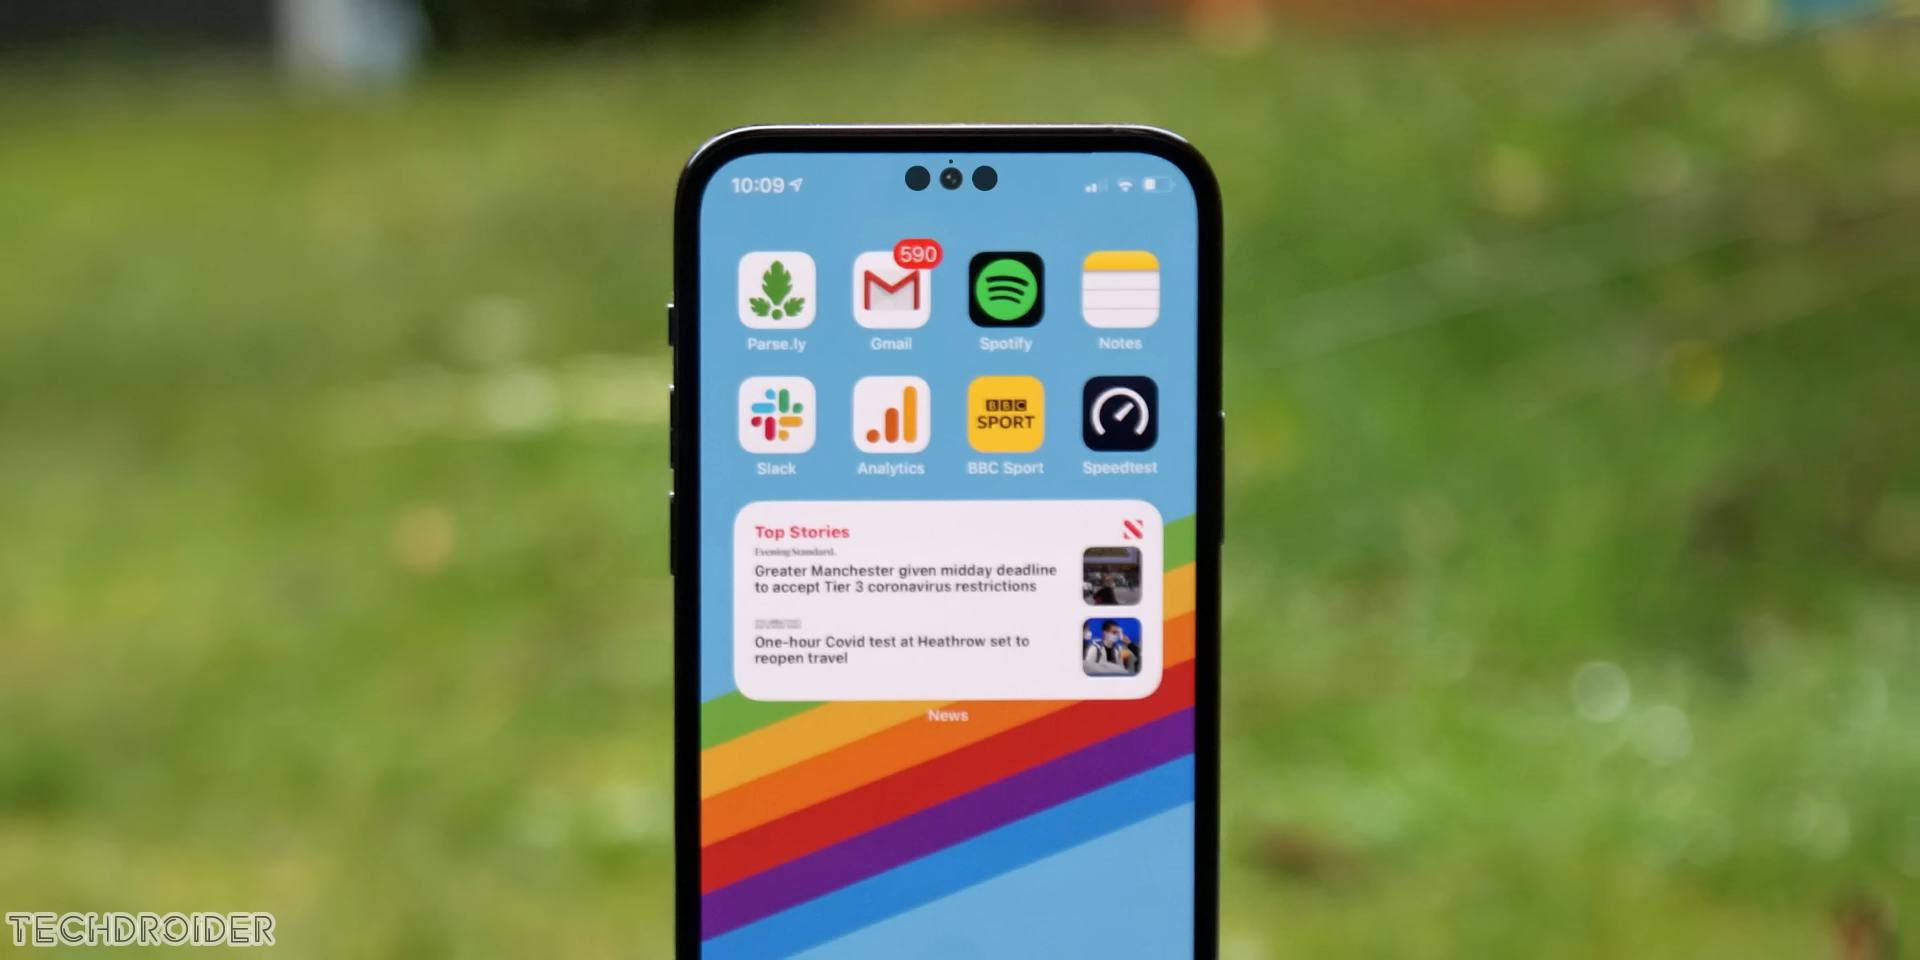 10:09
590
Parse.ly
Gmail
Spotify
Notes
Slack
Analytics
BBC
SPORT
BBC Sport
Speedtest
Top Stories
Evening Standard.
Greater Manchester given midday deadline
to accept Tier 3 coronavirus restrictions
One-hour Covid test at Heathrow set to
reopen travel
News
TECHDROIDER